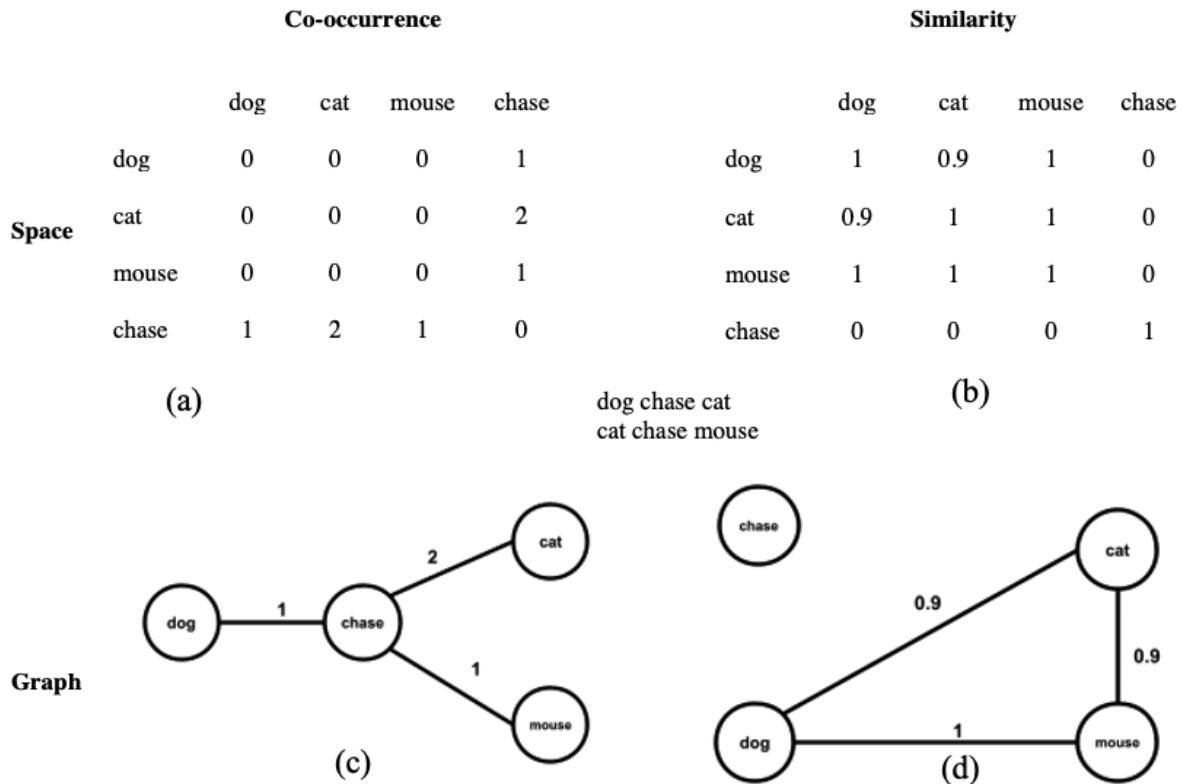 Co-occurrence Similarity
dog cat mouse chase dog cat mouse chase
dog 0 0 0 1 dog 1 0.9 1 0
cat 0 0 0 2 cat 0.9 1 1 0
Space
mouse 0 0 0 1 mouse 1 1 1 0
chase 1 2 1 0 chase 0 0 0 1
(a) (b)
dog chase cat
cat chase mouse
chase
cat cat
2
0.9
1
dog chase
0.9
1
Graph
mouse
dog 1 mouse
(c) (d)